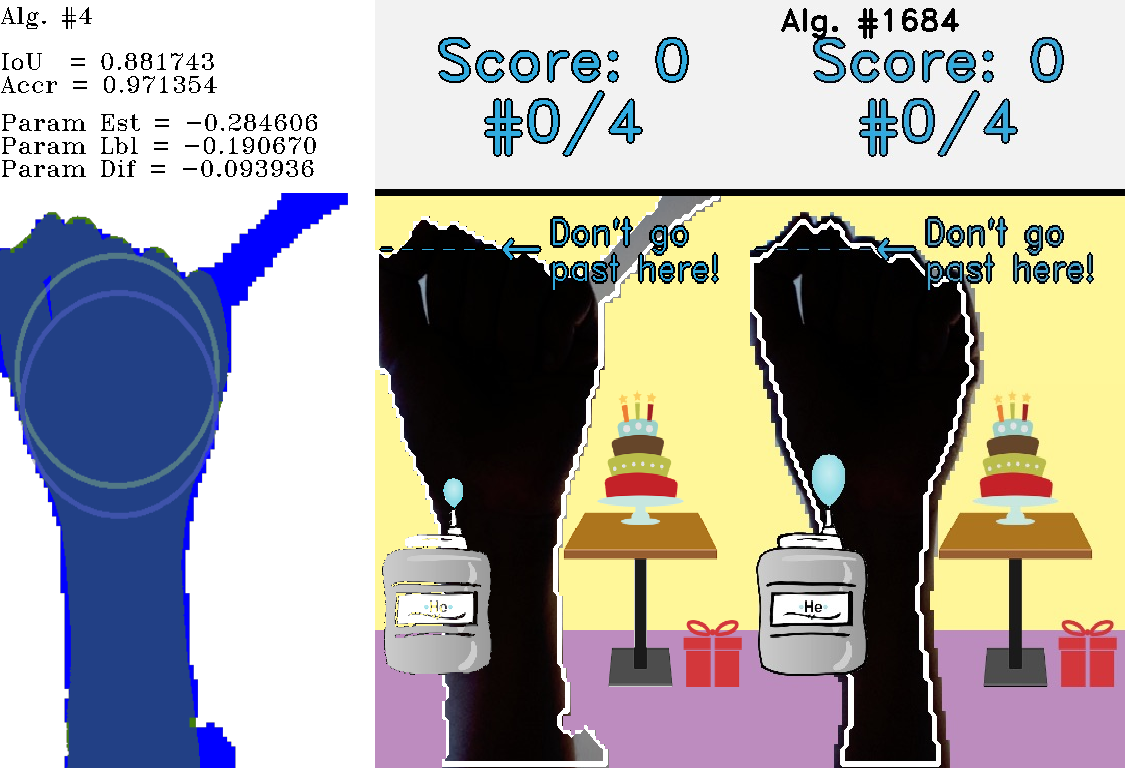 Alg. #4
IoU = 0.881743
Accr = 0.971354
Param Est = −0.284606
Param Lbl = −0.190670
Param Dif = −0.093936
Score: 0
#0/4
Don't go
past here!
He
Alg. #1684
Score: 0
#0/4
Don't go
past here!
He